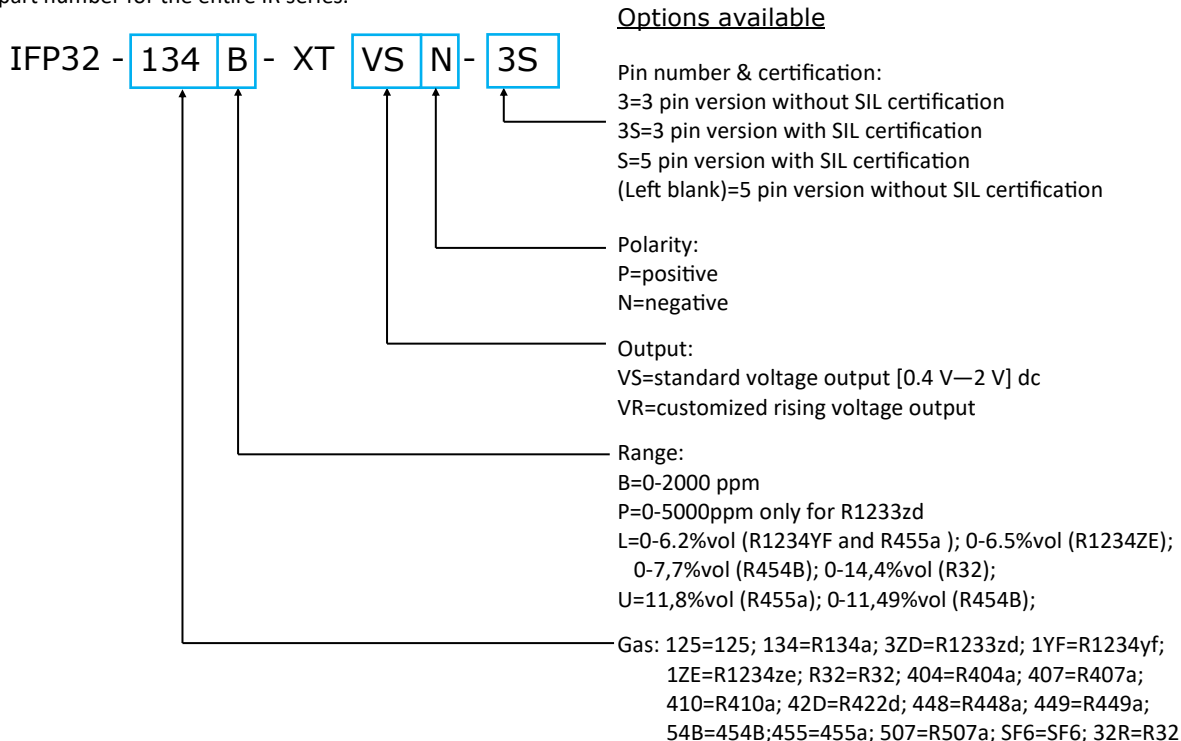 part number for the entire IR series.
Options available
IFP32 - 134 B - XT VS N - 3S
Pin number & certification:
3=3 pin version without SIL certification
3S=3 pin version with SIL certification
S=5 pin version with SIL certification
(Left blank)=5 pin version without SIL certification
Polarity:
P=positive
N=negative
Output:
VS=standard voltage output [0.4 V—2 V] dc
VR=customized rising voltage output
Range:
B=0-2000 ppm
P=0-5000ppm only for R1233zd
L=0-6.2%vol (R1234YF and R455a ); 0-6.5%vol (R1234ZE);
0-7,7%vol (R454B); 0-14,4%vol (R32);
U=11,8%vol (R455a); 0-11,49%vol (R454B);
Gas: 125=125; 134=R134a; 3ZD=R1233zd; 1YF=R1234yf;
1ZE=R1234ze; R32=R32; 404=R404a; 407=R407a;
410=R410a; 42D=R422d; 448=R448a; 449=R449a;
54B=454B;455=455a; 507=R507a; SF6=SF6; 32R=R32